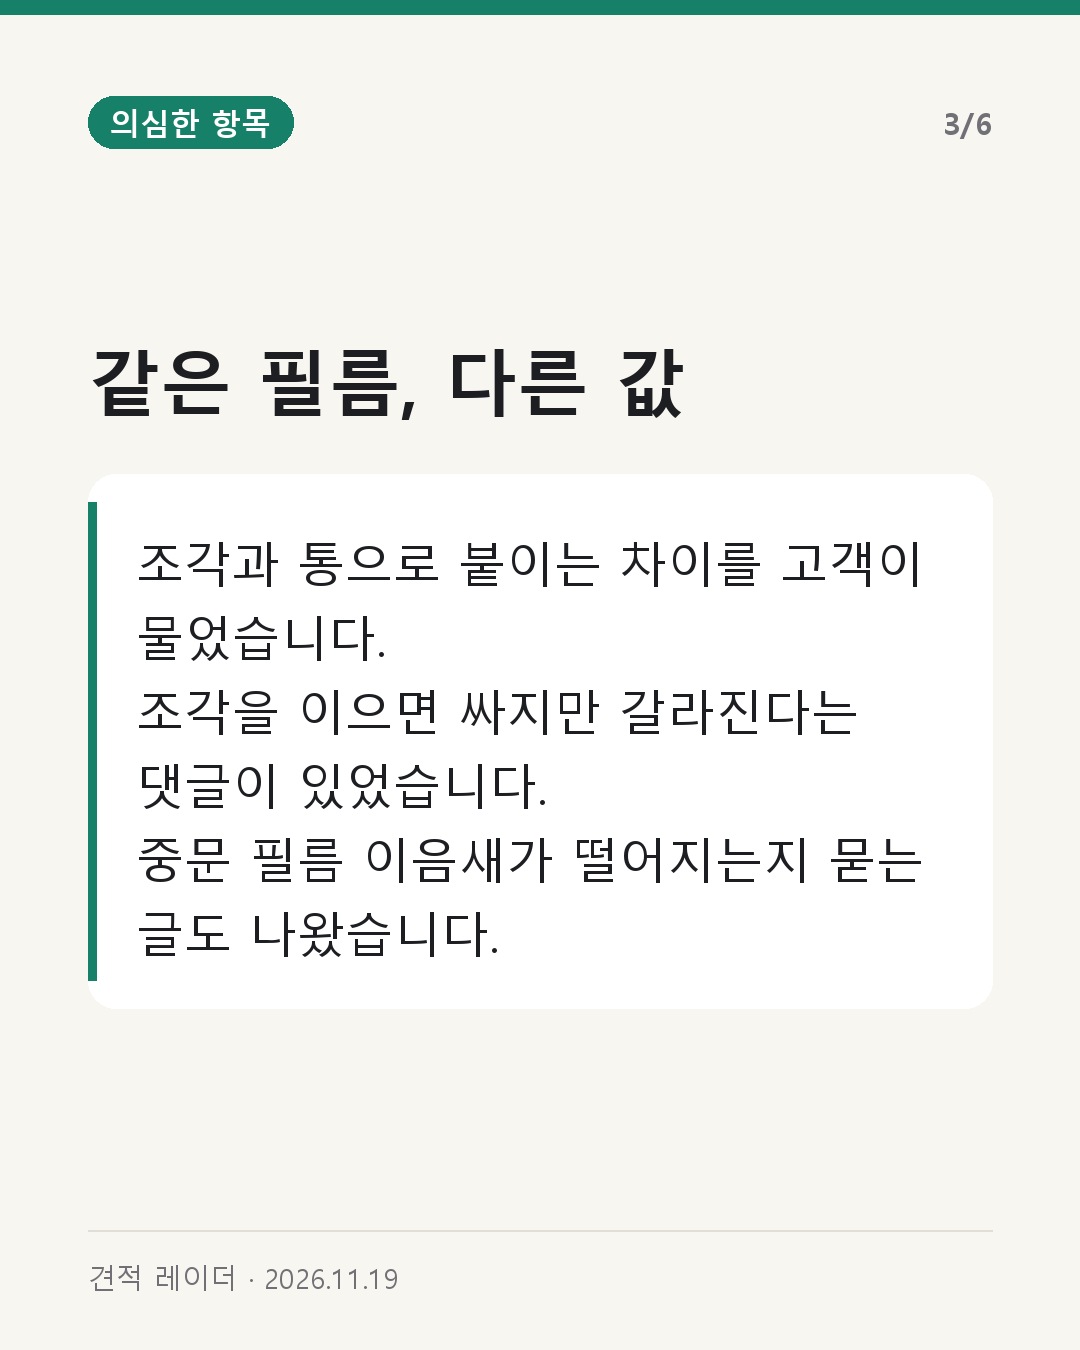 의심한 항목
3/6
같은 필름, 다른 값
조각과 통으로 붙이는 차이를 고객이
물었습니다.
조각을 이으면 싸지만 갈라진다는
댓글이 있었습니다.
중문 필름 이음새가 떨어지는지 묻는
글도 나왔습니다.
견적 레이더 · 2026.11.19